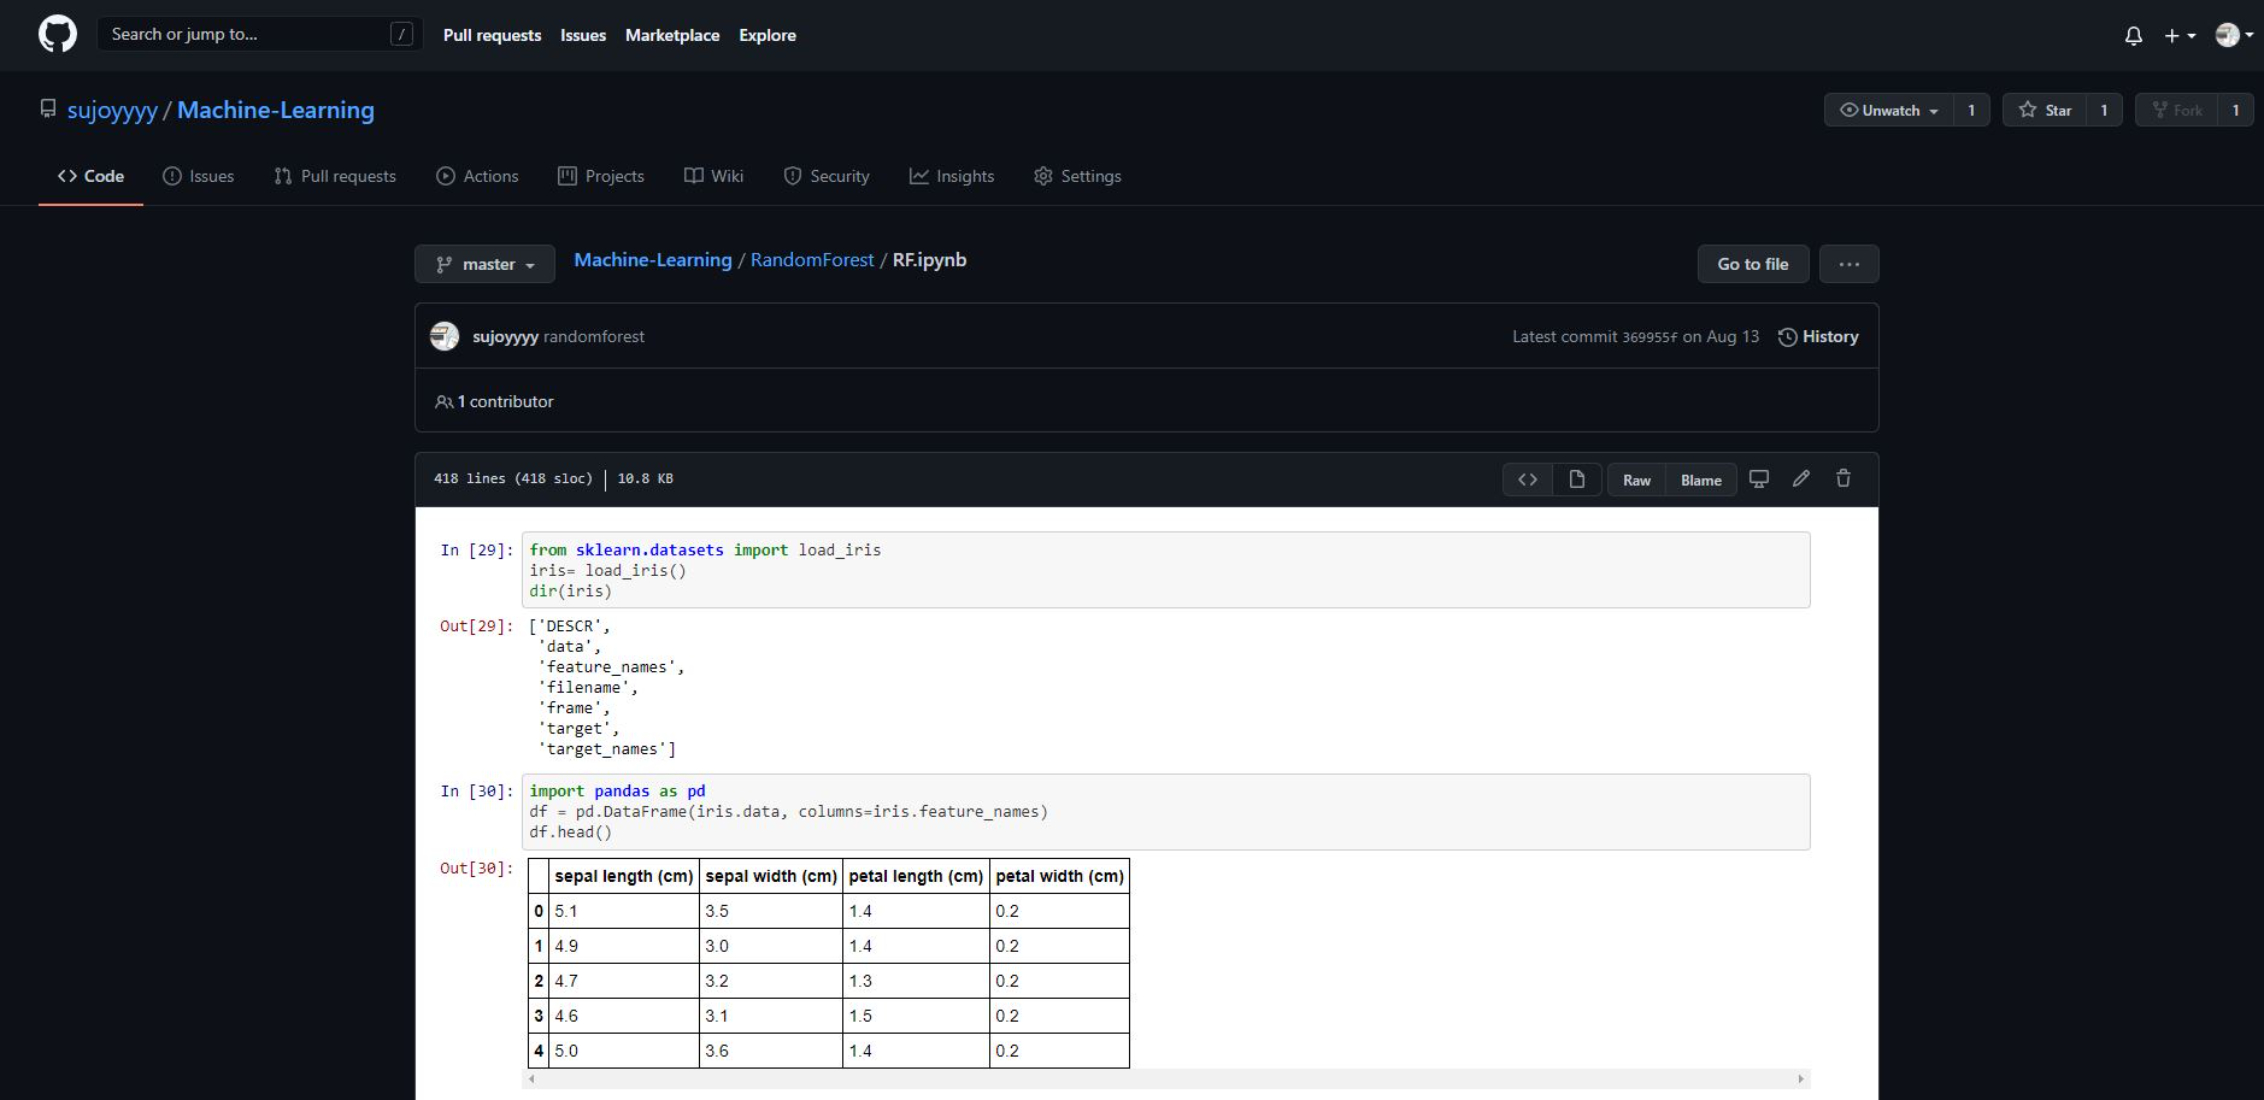 Search or jump to... / Pull requests Issues Marketplace Explore
sujoyyyy / Machine-Learning Unwatch 1 Star 1 Fork 1
Code Issues Pull requests Actions Projects Wiki Security Insights Settings
master Machine-Learning / RandomForest / RF.ipynb Go to file ...
sujoyyyy randomforest Latest commit 369955f on Aug 13 History
1 contributor
418 lines (418 sloc) | 10.8 KB <> Raw Blame
In [29]: from sklearn.datasets import load_iris
iris= load_iris()
dir(iris)
Out[29]: ['DESCR',
'data',
'feature_names',
'filename',
'frame',
'target',
'target_names']
In [30]: import pandas as pd
df = pd.DataFrame(iris.data, columns=iris.feature_names)
df.head()
Out[30]: sepal length (cm) sepal width (cm) petal length (cm) petal width (cm)
0 5.1 3.5 1.4 0.2
1 4.9 3.0 1.4 0.2
2 4.7 3.2 1.3 0.2
3 4.6 3.1 1.5 0.2
4 5.0 3.6 1.4 0.2